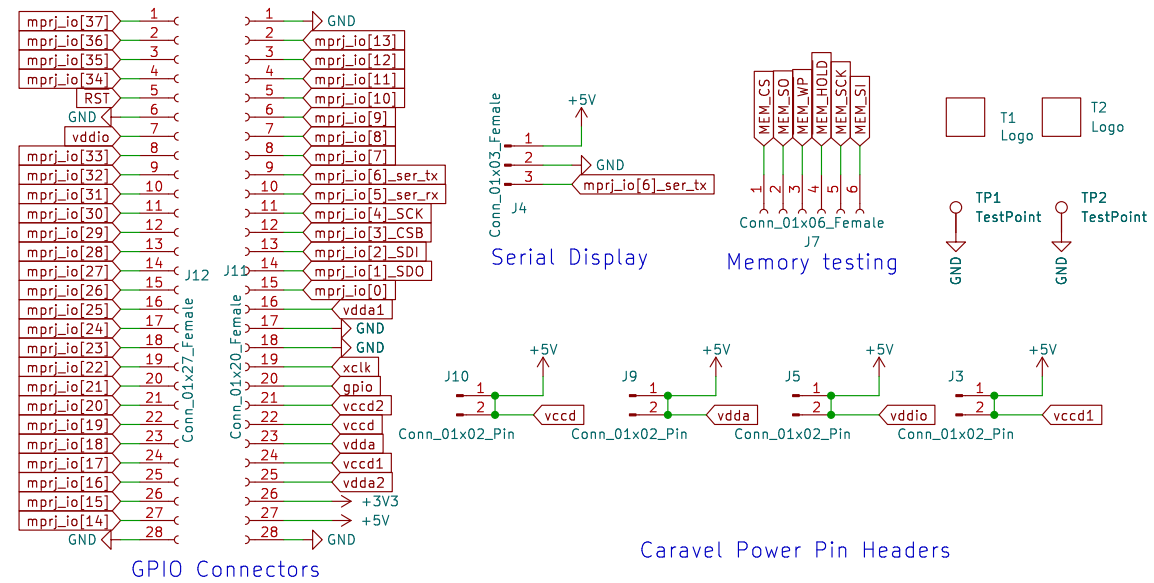 mprj_io[37] 1
mprj_io[36] 2
mprj_io[35] 3
mprj_io[34] 4
RST 5
GND 6
vddio 7
mprj_io[33] 8
mprj_io[32] 9
mprj_io[31] 10
mprj_io[30] 11
mprj_io[29] 12
mprj_io[28] 13
mprj_io[27] 14
mprj_io[26] 15
mprj_io[25] 16
mprj_io[24] 17
mprj_io[23] 18
mprj_io[22] 19
mprj_io[21] 20
mprj_io[20] 21
mprj_io[19] 22
mprj_io[18] 23
mprj_io[17] 24
mprj_io[16] 25
mprj_io[15] 26
mprj_io[14] 27
GND 28
J12
Conn_01x27_Female
J11
Conn_01x20_Female
1 GND
2 mprj_io[13]
3 mprj_io[12]
4 mprj_io[11]
5 mprj_io[10]
6 mprj_io[9]
7 mprj_io[8]
8 mprj_io[7]
9 mprj_io[6]_ser_tx
10 mprj_io[5]_ser_rx
11 mprj_io[4]_SCK
12 mprj_io[3]_CSB
13 mprj_io[2]_SDI
14 mprj_io[1]_SDO
15 mprj_io[0]
16 vdda1
17 GND
18 GND
19 xclk
20 gpio
21 vccd2
22 vccd
23 vdda
24 vccd1
25 vdda2
26 +3V3
27 +5V
28 GND
GPIO Connectors
Conn_01x03_Female
+5V
1
2 GND
3 mprj_io[6]_ser_tx
J4
Serial Display
MEM_CS
MEM_SO
MEM_WP
MEM_HOLD
MEM_SCK
MEM_SI
1
2
3
4
5
6
Conn_01x06_Female
J7
Memory testing
T1
Logo
T2
Logo
TP1
TestPoint
GND
TP2
TestPoint
GND
+5V
J10
1
2 vccd
Conn_01x02_Pin
+5V
J9
1
2 vdda
Conn_01x02_Pin
+5V
J5
1
2 vddio
Conn_01x02_Pin
+5V
J3
1
2 vccd1
Conn_01x02_Pin
Caravel Power Pin Headers